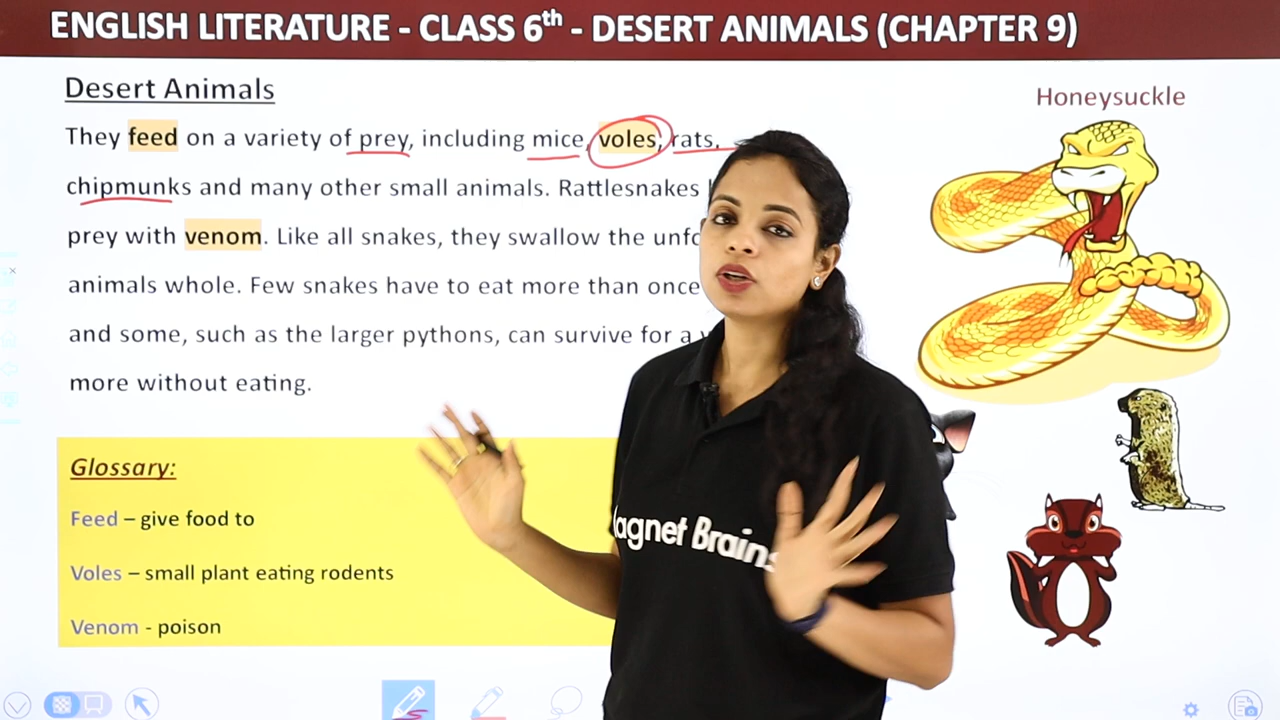 ENGLISH LITERATURE - CLASS 6th - DESERT ANIMALS (CHAPTER 9)
Desert Animals
Honeysuckle
They feed on a variety of prey, including mice, voles, rats,
chipmunks and many other small animals. Rattlesnakes
prey with venom. Like all snakes, they swallow the
animals whole. Few snakes have to eat more than once
and some, such as the larger pythons, can survive for a
more without eating.
Glossary:
Feed – give food to
Voles – small plant eating rodents
Venom - poison
agnet Brains